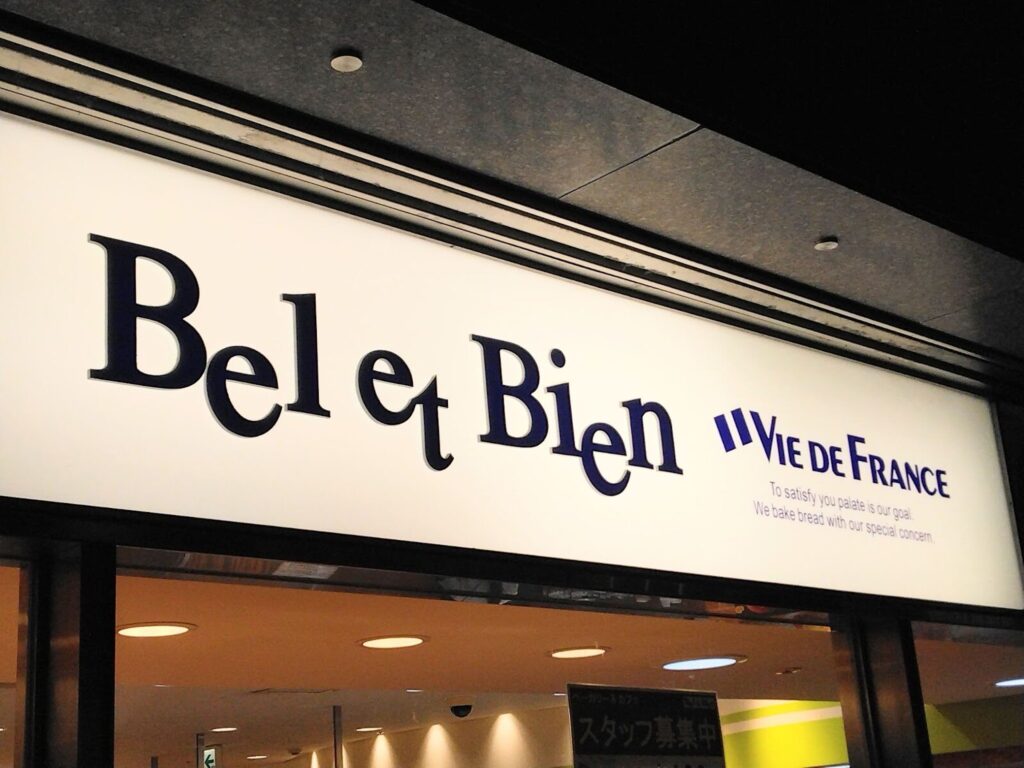 Bel et Bien
VIE DE FRANCE
To satisfy you palate is our goal.
We bake bread with our special concern
スタッフ募集中